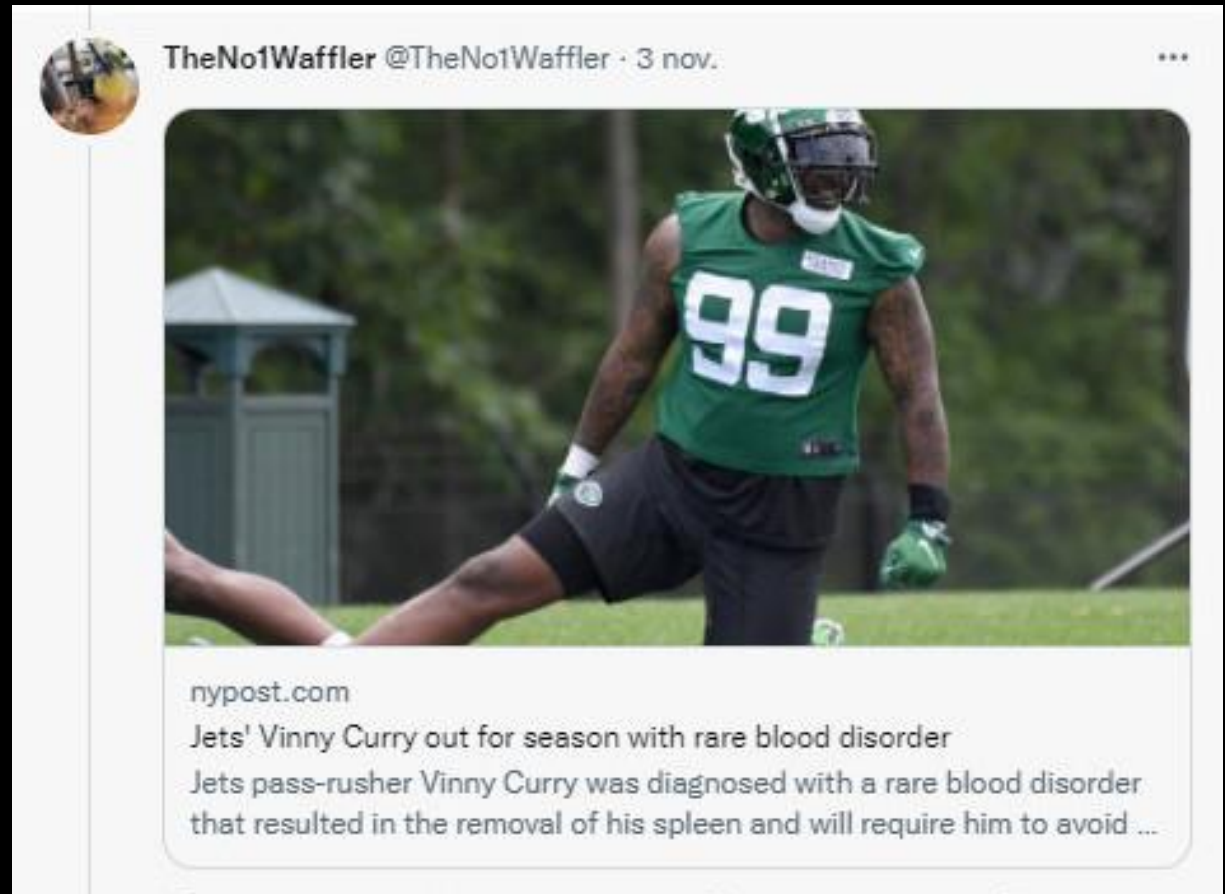 TheNo1Waffler @TheNo1Waffler · 3 nov.
99
nypost.com
Jets' Vinny Curry out for season with rare blood disorder
Jets pass-rusher Vinny Curry was diagnosed with a rare blood disorder
that resulted in the removal of his spleen and will require him to avoid ...